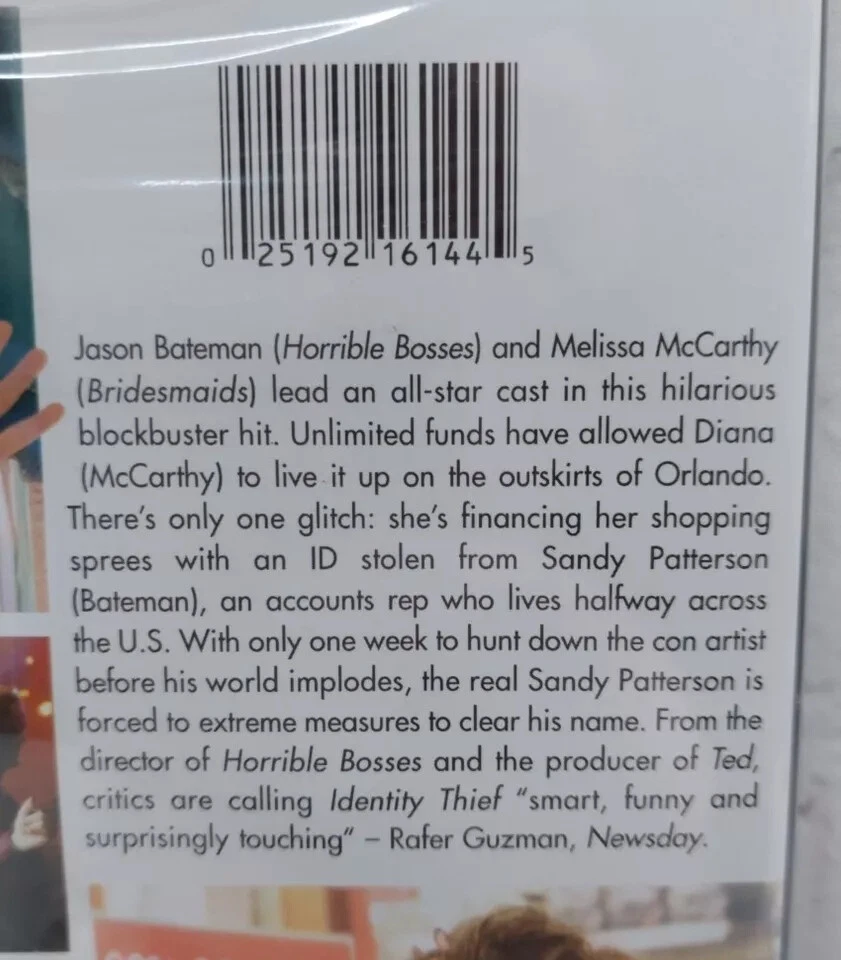 0 25192 16144 5
Jason Bateman (Horrible Bosses) and Melissa McCarthy
(Bridesmaids) lead an all-star cast in this hilarious
blockbuster hit. Unlimited funds have allowed Diana
(McCarthy) to live it up on the outskirts of Orlando.
There's only one glitch: she's financing her shopping
sprees with an ID stolen from Sandy Patterson
(Bateman), an accounts rep who lives halfway across
the U.S. With only one week to hunt down the con artist
before his world implodes, the real Sandy Patterson is
forced to extreme measures to clear his name. From the
director of Horrible Bosses and the producer of Ted,
critics are calling Identity Thief "smart, funny and
surprisingly touching" – Rafer Guzman, Newsday.